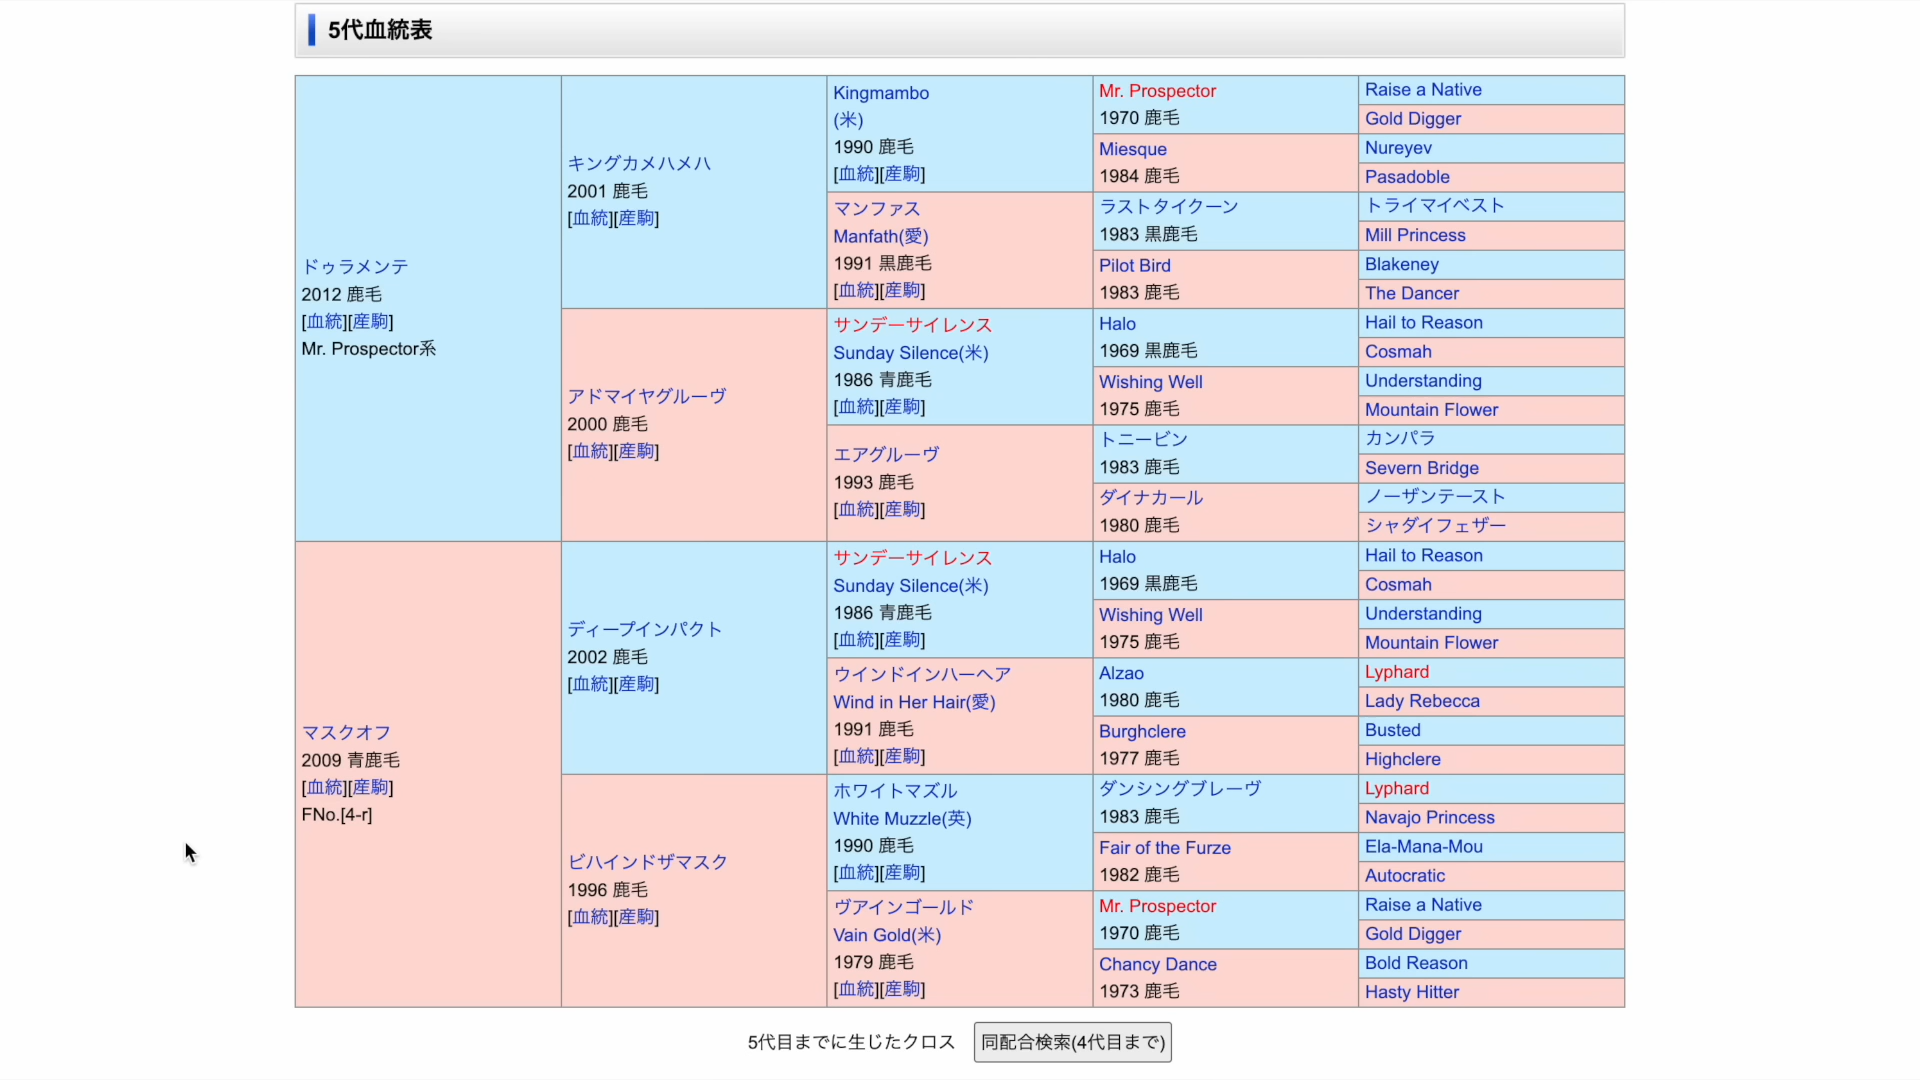 5代血統表
ドゥラメンテ
2012 鹿毛
[血統][産駒]
Mr. Prospector系
キングカメハメハ
2001 鹿毛
[血統][産駒]
Kingmambo
(米)
1990 鹿毛
[血統][産駒]
Mr. Prospector
1970 鹿毛
Raise a Native
Gold Digger
Miesque
1984 鹿毛
Nureyev
Pasadoble
マンファス
Manfath(愛)
1991 黒鹿毛
[血統][産駒]
ラストタイクーン
1983 黒鹿毛
トライマイベスト
Mill Princess
Pilot Bird
1983 鹿毛
Blakeney
The Dancer
アドマイヤグルーヴ
2000 鹿毛
[血統][産駒]
サンデーサイレンス
Sunday Silence(米)
1986 青鹿毛
[血統][産駒]
Halo
1969 黒鹿毛
Hail to Reason
Cosmah
Wishing Well
1975 鹿毛
Understanding
Mountain Flower
エアグルーヴ
1993 鹿毛
[血統][産駒]
トニービン
1983 鹿毛
カンパラ
Severn Bridge
ダイナカール
1980 鹿毛
ノーザンテースト
シャダイフェザー
マスクオフ
2009 青鹿毛
[血統][産駒]
FNo.[4-r]
ディープインパクト
2002 鹿毛
[血統][産駒]
サンデーサイレンス
Sunday Silence(米)
1986 青鹿毛
[血統][産駒]
Halo
1969 黒鹿毛
Hail to Reason
Cosmah
Wishing Well
1975 鹿毛
Understanding
Mountain Flower
ウインドインハーヘア
Wind in Her Hair(愛)
1991 鹿毛
[血統][産駒]
Alzao
1980 鹿毛
Lyphard
Lady Rebecca
Burghclere
1977 鹿毛
Busted
Highclere
ビハインドザマスク
1996 鹿毛
[血統][産駒]
ホワイトマズル
White Muzzle(英)
1990 鹿毛
[血統][産駒]
ダンシングブレーヴ
1983 鹿毛
Lyphard
Navajo Princess
Fair of the Furze
1982 鹿毛
Ela-Mana-Mou
Autocratic
ヴアインゴールド
Vain Gold(米)
1979 鹿毛
[血統][産駒]
Mr. Prospector
1970 鹿毛
Raise a Native
Gold Digger
Chancy Dance
1973 鹿毛
Bold Reason
Hasty Hitter
5代目までに生じたクロス 同配合検索(4代目まで)